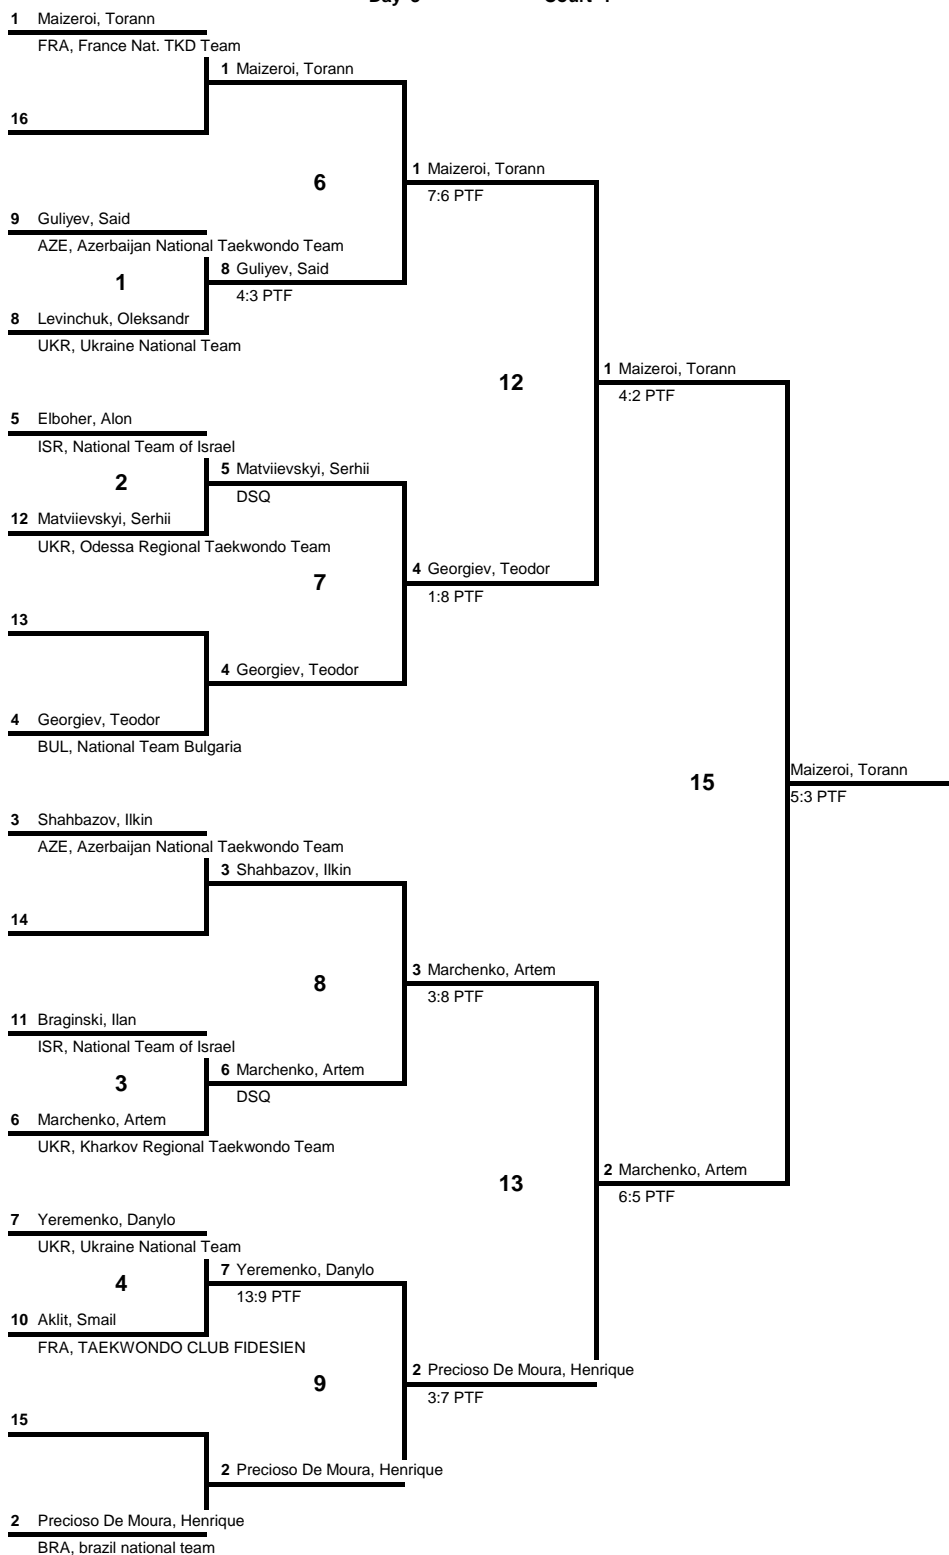 1 Maizeroi, Torann
FRA, France Nat. TKD Team
1 Maizeroi, Torann
16
1 Maizeroi, Torann
6
7:6 PTF
9 Guliyev, Said
AZE, Azerbaijan National Taekwondo Team
8 Guliyev, Said
1
4:3 PTF
8 Levinchuk, Oleksandr
UKR, Ukraine National Team
1 Maizeroi, Torann
12
4:2 PTF
5 Elboher, Alon
ISR, National Team of Israel
5 Matviievskyi, Serhii
2
DSQ
12 Matviievskyi, Serhii
UKR, Odessa Regional Taekwondo Team
4 Georgiev, Teodor
7
1:8 PTF
13
4 Georgiev, Teodor
4 Georgiev, Teodor
BUL, National Team Bulgaria
Maizeroi, Torann
15
5:3 PTF
3 Shahbazov, Ilkin
AZE, Azerbaijan National Taekwondo Team
3 Shahbazov, Ilkin
14
3 Marchenko, Artem
8
3:8 PTF
11 Braginski, Ilan
ISR, National Team of Israel
6 Marchenko, Artem
3
DSQ
6 Marchenko, Artem
UKR, Kharkov Regional Taekwondo Team
2 Marchenko, Artem
13
6:5 PTF
7 Yeremenko, Danylo
UKR, Ukraine National Team
7 Yeremenko, Danylo
4
13:9 PTF
10 Aklit, Smail
FRA, TAEKWONDO CLUB FIDESIEN
2 Precioso De Moura, Henrique
9
3:7 PTF
15
2 Precioso De Moura, Henrique
2 Precioso De Moura, Henrique
BRA, brazil national team